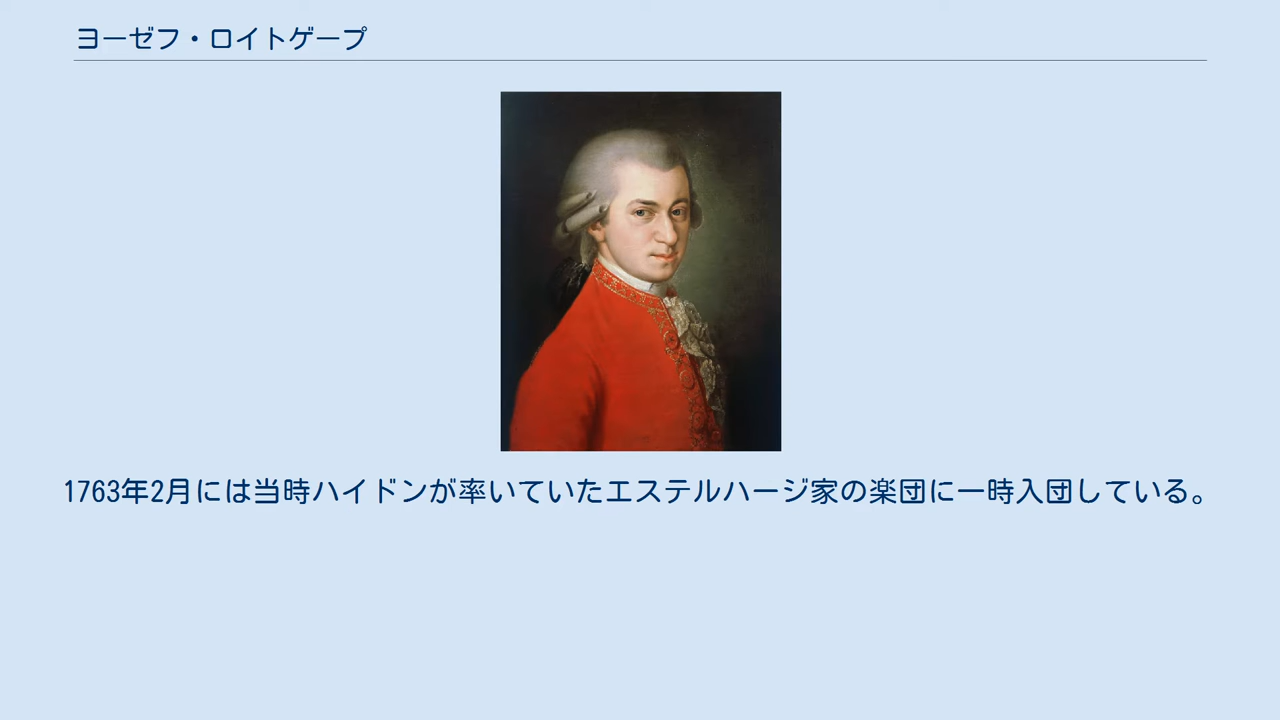 ヨーゼフ・ロイトゲープ
1763年2月には当時ハイドンが率いていたエステルハージ家の楽団に一時入団している。